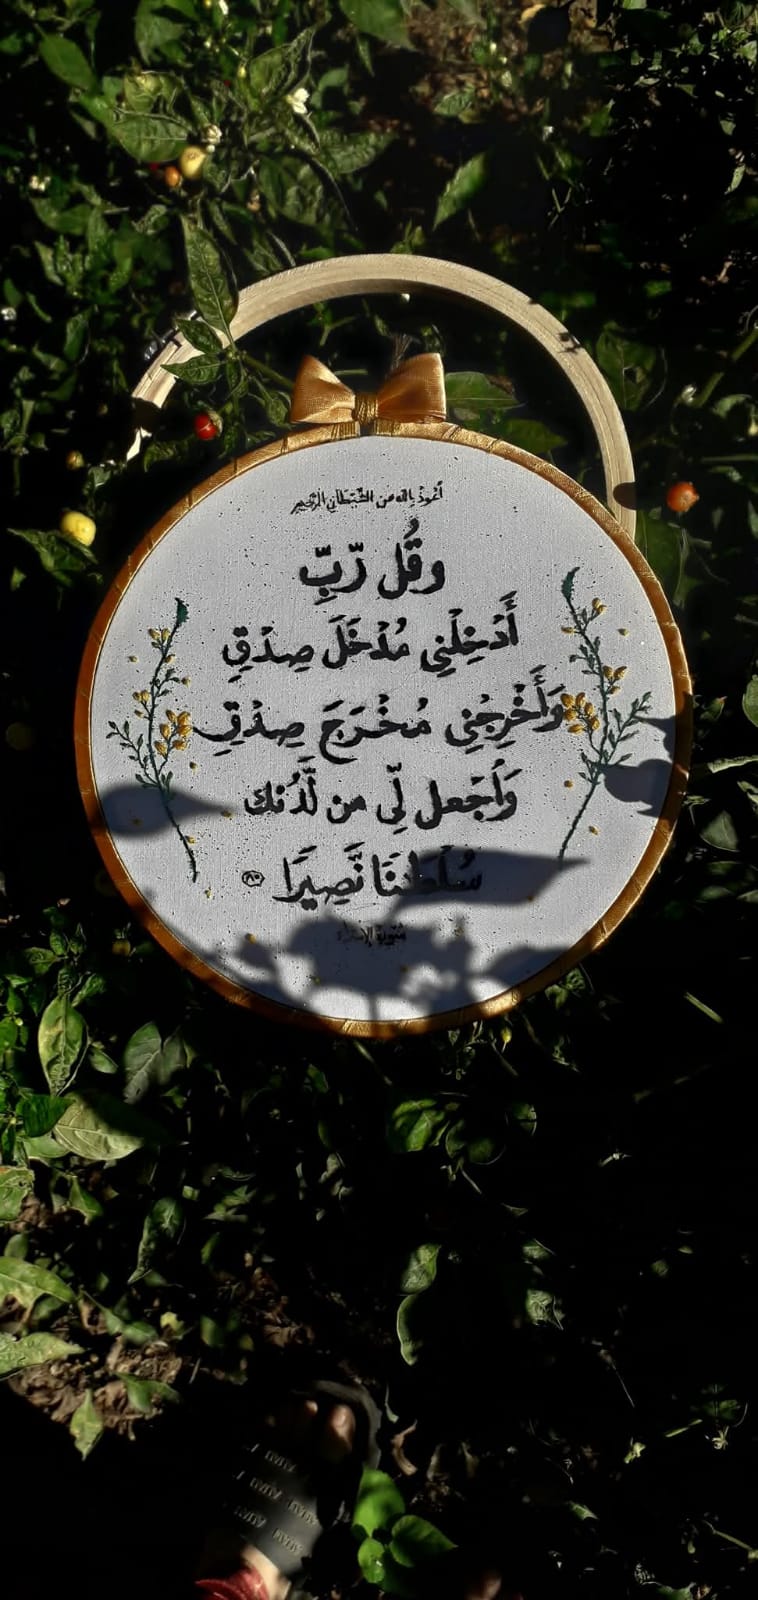 أعوذ بالله من الشيطان الرجيم
وَقُل رَّبِّ
أَدْخِلْنِي مُدْخَلَ صِدْقٍ
وَأَخْرِجْنِي مُخْرَجَ صِدْقٍ
وَاجْعَل لِّي مِن لَّدُنكَ
سُلْطَانًا نَّصِيرًا ٨٠
سورة الإسراء